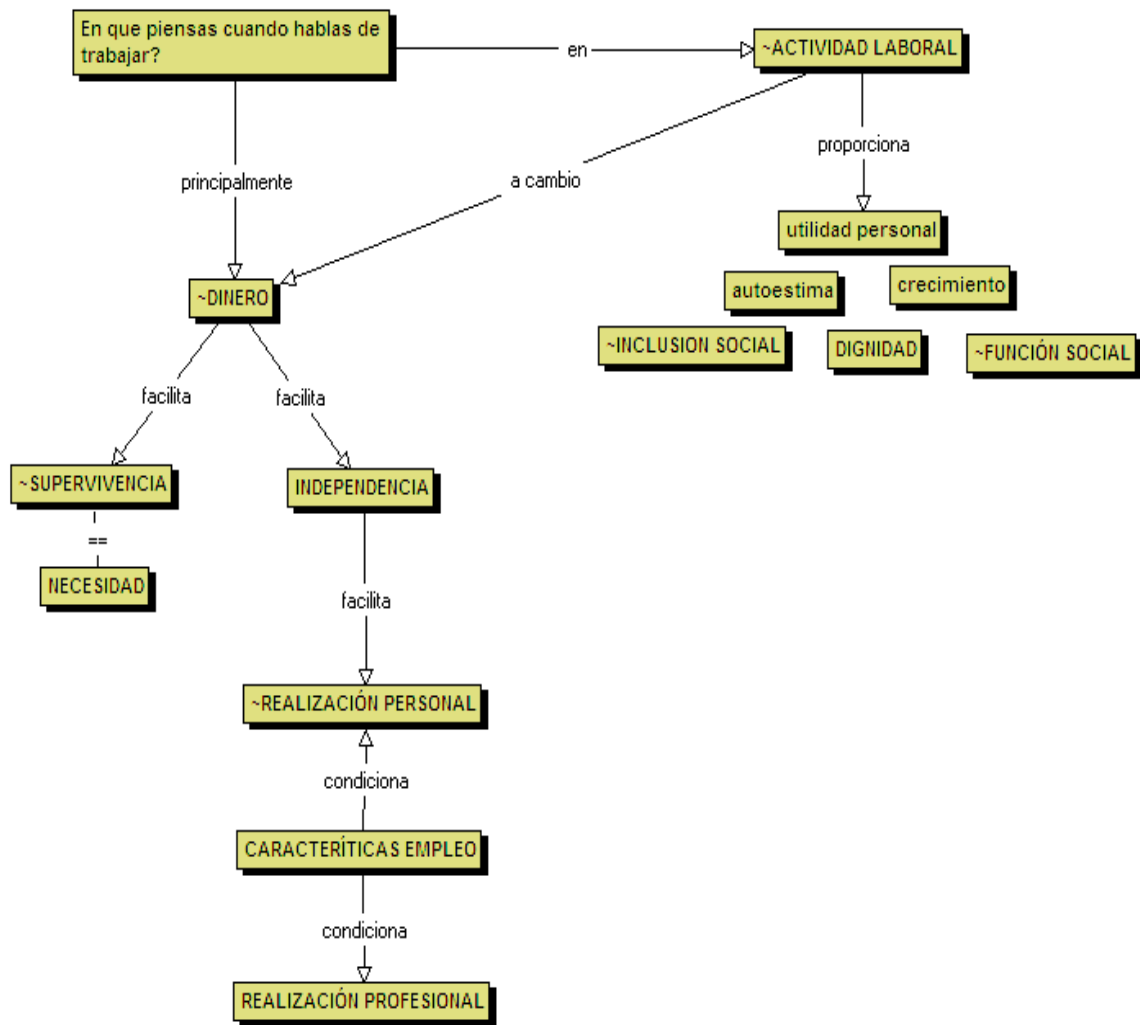 En que piensas cuando hablas de
trabajar?
en
~ACTIVIDAD LABORAL
proporciona
principalmente
a cambio
utilidad personal
~DINERO
autoestima
crecimiento
~INCLUSION SOCIAL
DIGNIDAD
~FUNCIÓN SOCIAL
facilita
facilita
~SUPERVIVENCIA
INDEPENDENCIA
==
NECESIDAD
facilita
~REALIZACIÓN PERSONAL
condiciona
CARACTERÍTICAS EMPLEO
condiciona
REALIZACIÓN PROFESIONAL